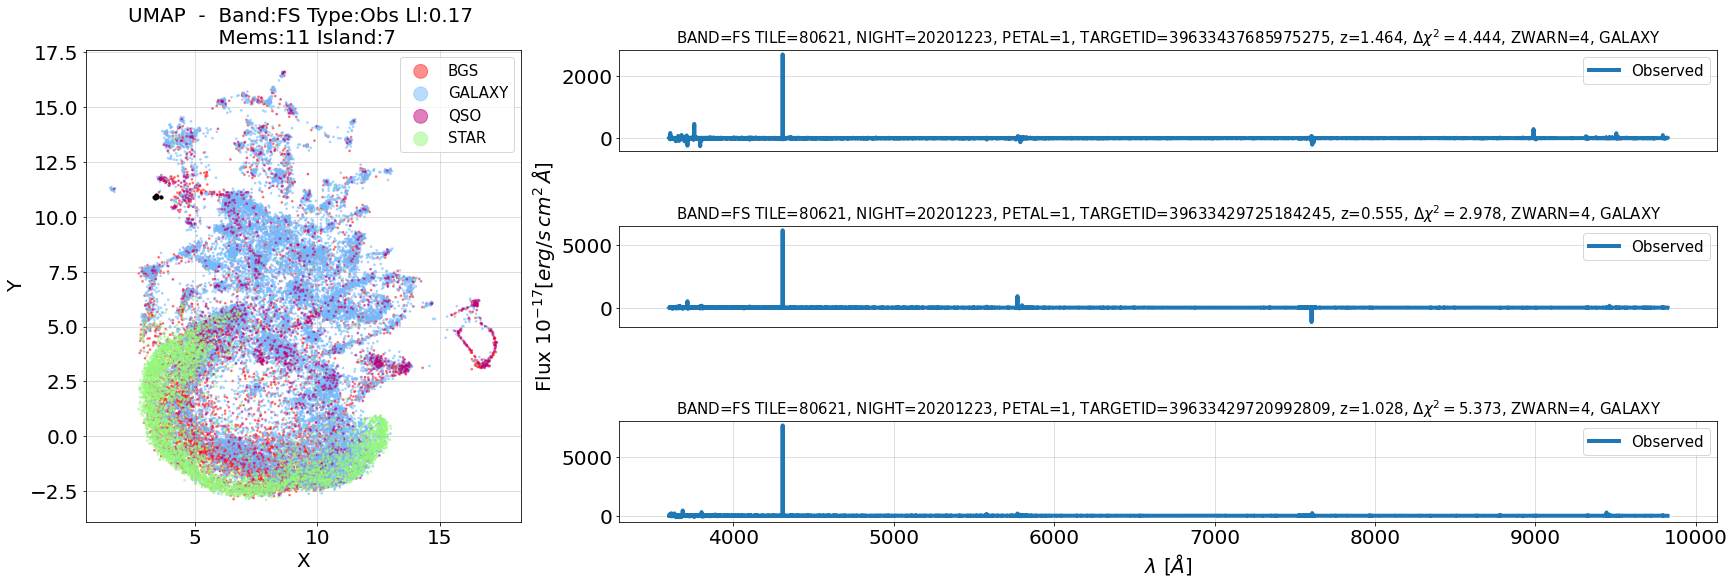 UMAP - Band:FS Type:Obs Ll:0.17
Mems:11 Island:7
17.5
15.0
12.5
10.0
7.5
5.0
2.5
0.0
−2.5
Y
5
10
15
X
BGS
GALAXY
QSO
STAR
Flux 10⁻¹⁷[erg/s cm² Å]
BAND=FS TILE=80621, NIGHT=20201223, PETAL=1, TARGETID=39633437685975275, z=1.464, Δχ² = 4.444, ZWARN=4, GALAXY
2000
0
Observed
BAND=FS TILE=80621, NIGHT=20201223, PETAL=1, TARGETID=39633429725184245, z=0.555, Δχ² = 2.978, ZWARN=4, GALAXY
5000
0
Observed
BAND=FS TILE=80621, NIGHT=20201223, PETAL=1, TARGETID=39633429720992809, z=1.028, Δχ² = 5.373, ZWARN=4, GALAXY
5000
0
Observed
4000
5000
6000
7000
8000
9000
10000
λ [Å]